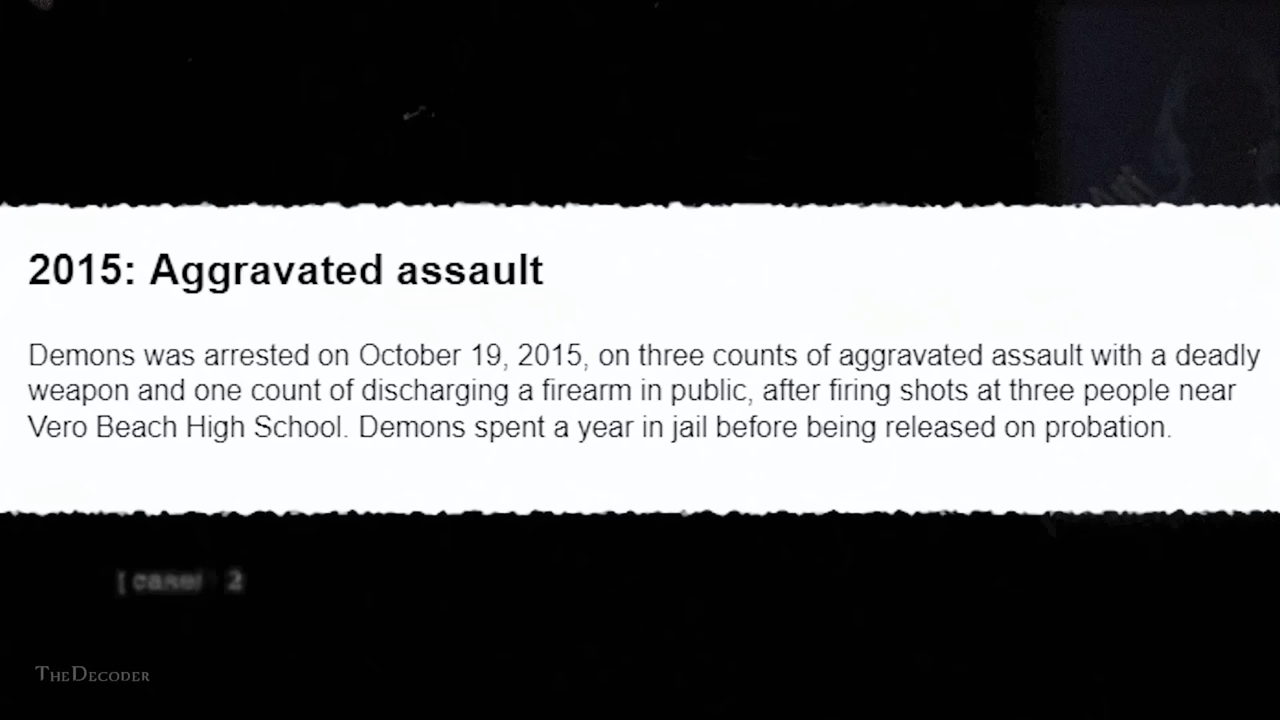 2015: Aggravated assault
Demons was arrested on October 19, 2015, on three counts of aggravated assault with a deadly
weapon and one count of discharging a firearm in public, after firing shots at three people near
Vero Beach High School. Demons spent a year in jail before being released on probation.
[ case/ 2
THEDECODER